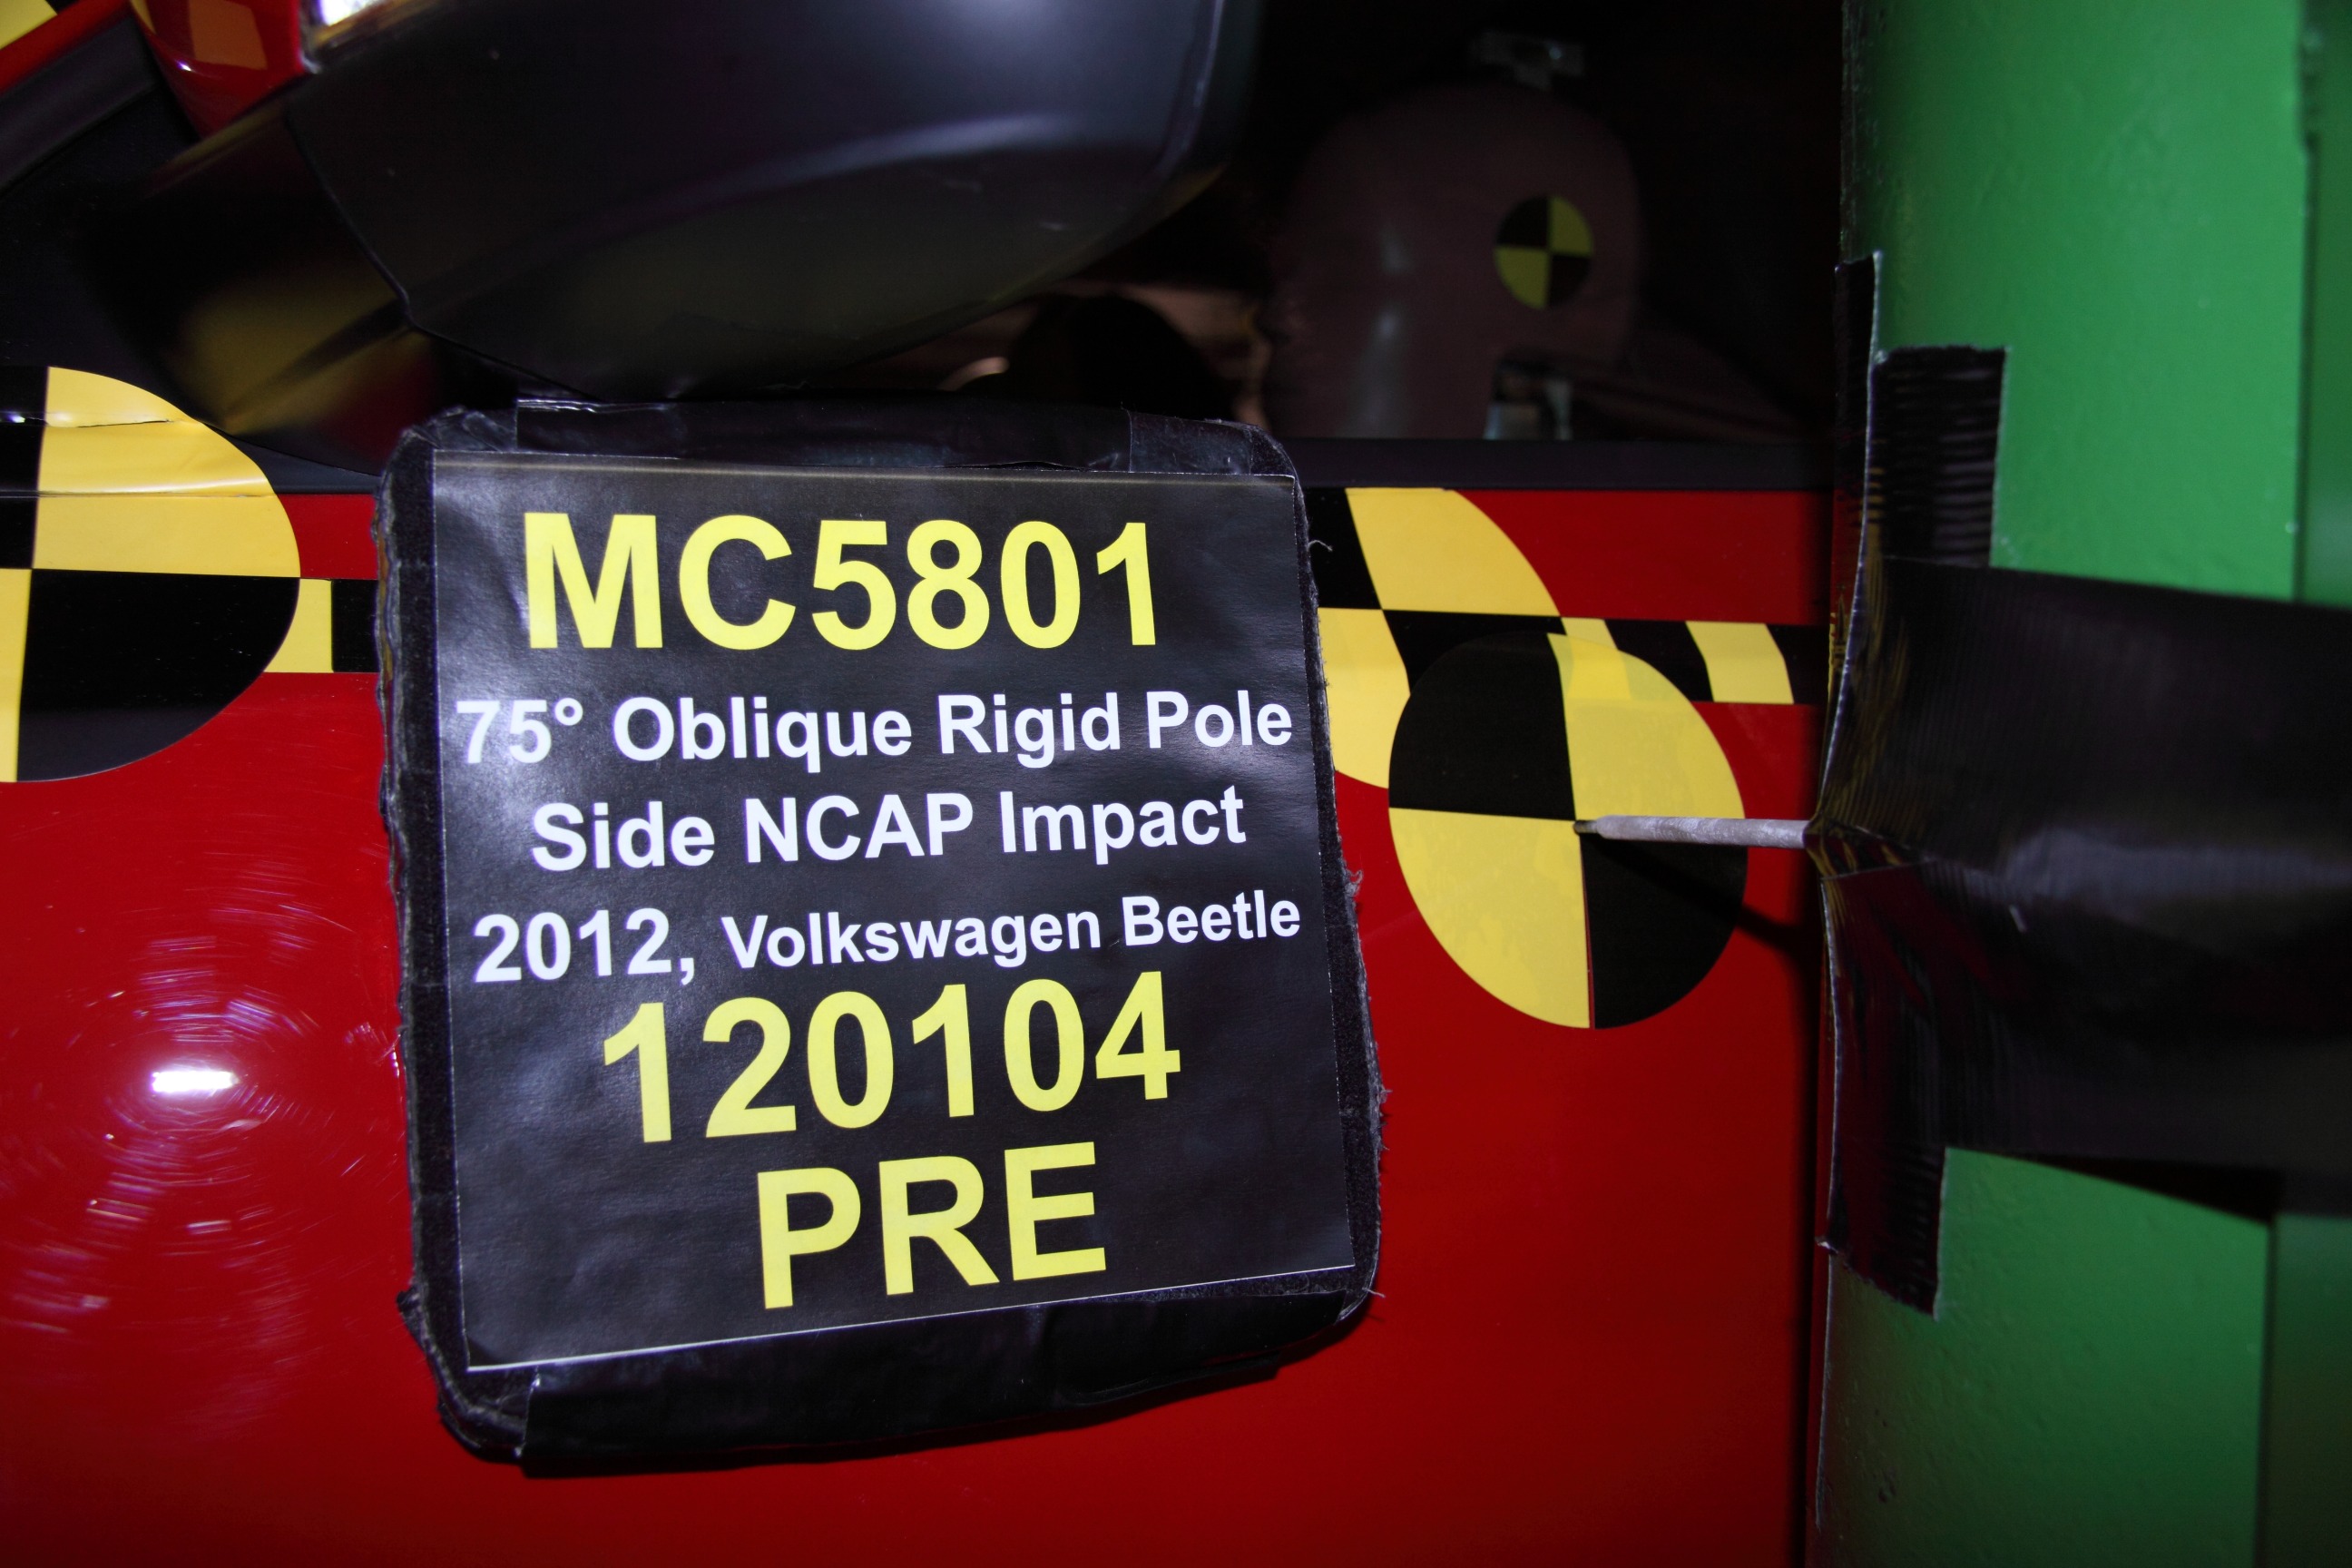 MC5801
75° Oblique Rigid Pole
Side NCAP Impact
2012, Volkswagen Beetle
120104
PRE